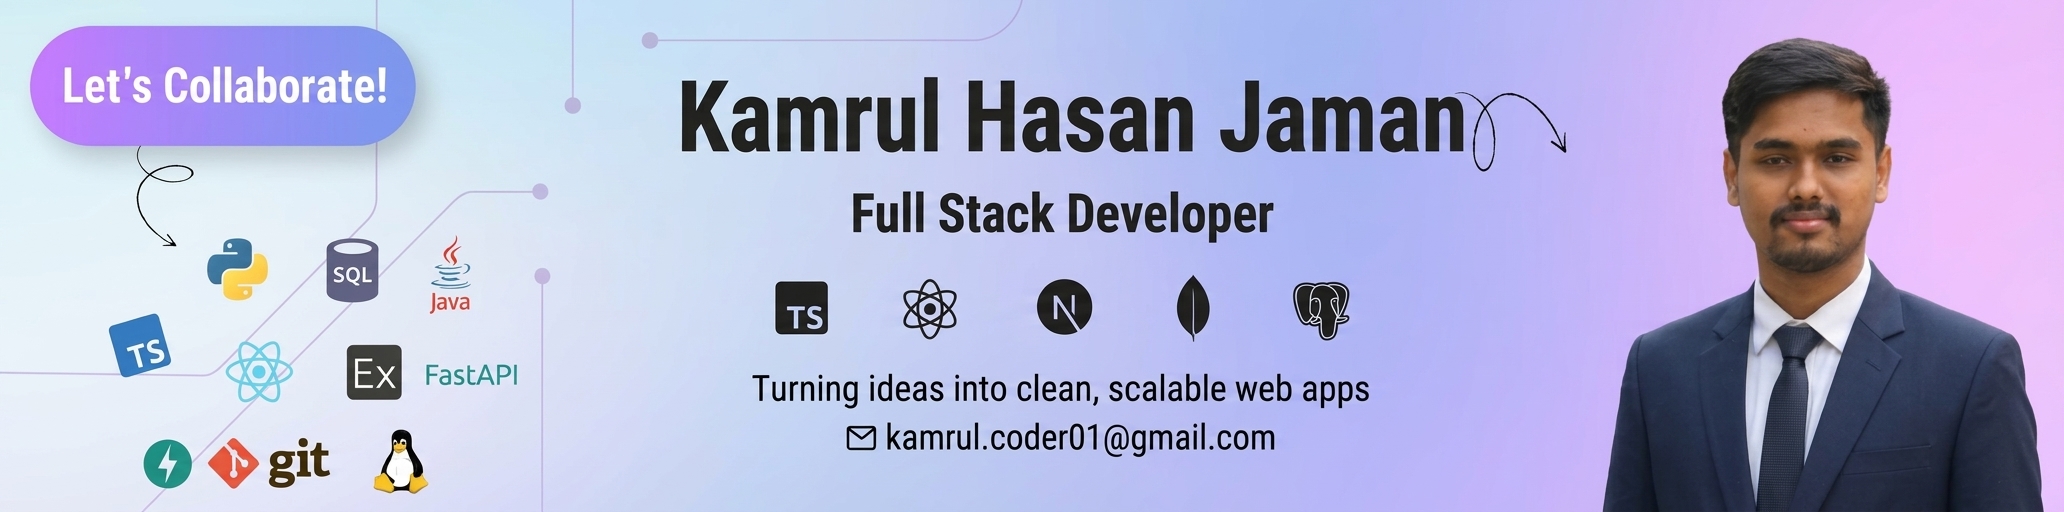 Let's Collaborate!
Kamrul Hasan Jaman
Full Stack Developer
TS
N
Turning ideas into clean, scalable web apps
kamrul.coder01@gmail.com
SQL
Java
TS
Ex
FastAPI
git